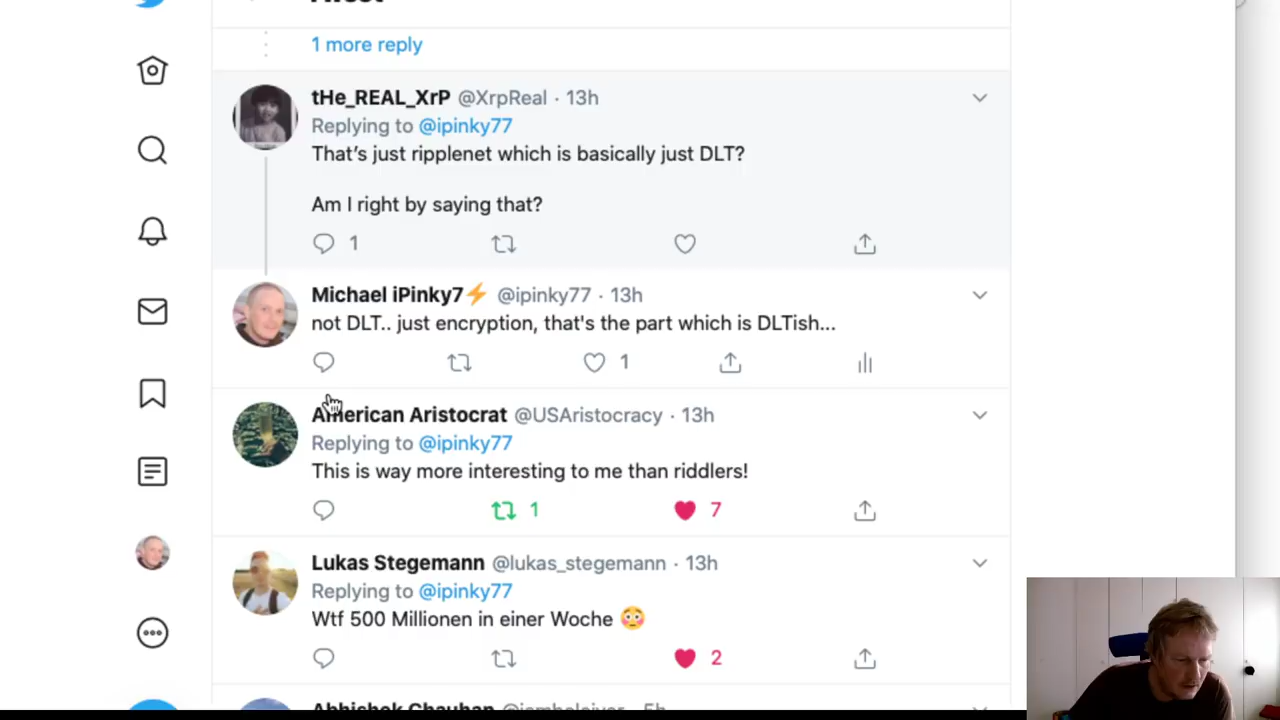 1 more reply
tHe_REAL_XrP @XrpReal · 13h
Replying to @ipinky77
That's just ripplenet which is basically just DLT?
Am I right by saying that?
1
Michael iPinky7⚡ @ipinky77 · 13h
not DLT.. just encryption, that's the part which is DLTish...
1
American Aristocrat @USAristocracy · 13h
Replying to @ipinky77
This is way more interesting to me than riddlers!
1 7
Lukas Stegemann @lukas_stegemann · 13h
Replying to @ipinky77
Wtf 500 Millionen in einer Woche 😳
2